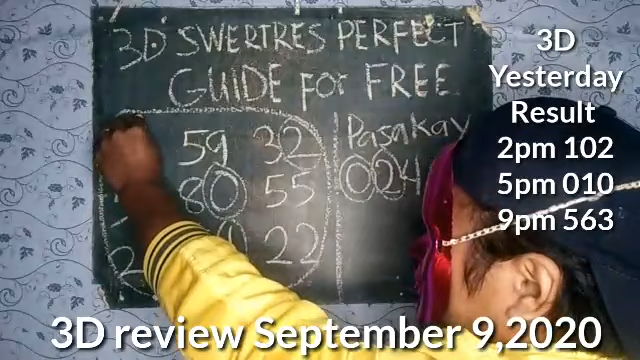 3D SWERTRES PERFECT
GUIDE for FREE
59 32
80 55
22
Pasakay
024
3D
Yesterday
Result
2pm 102
5pm 010
9pm 563
3D review September 9,2020